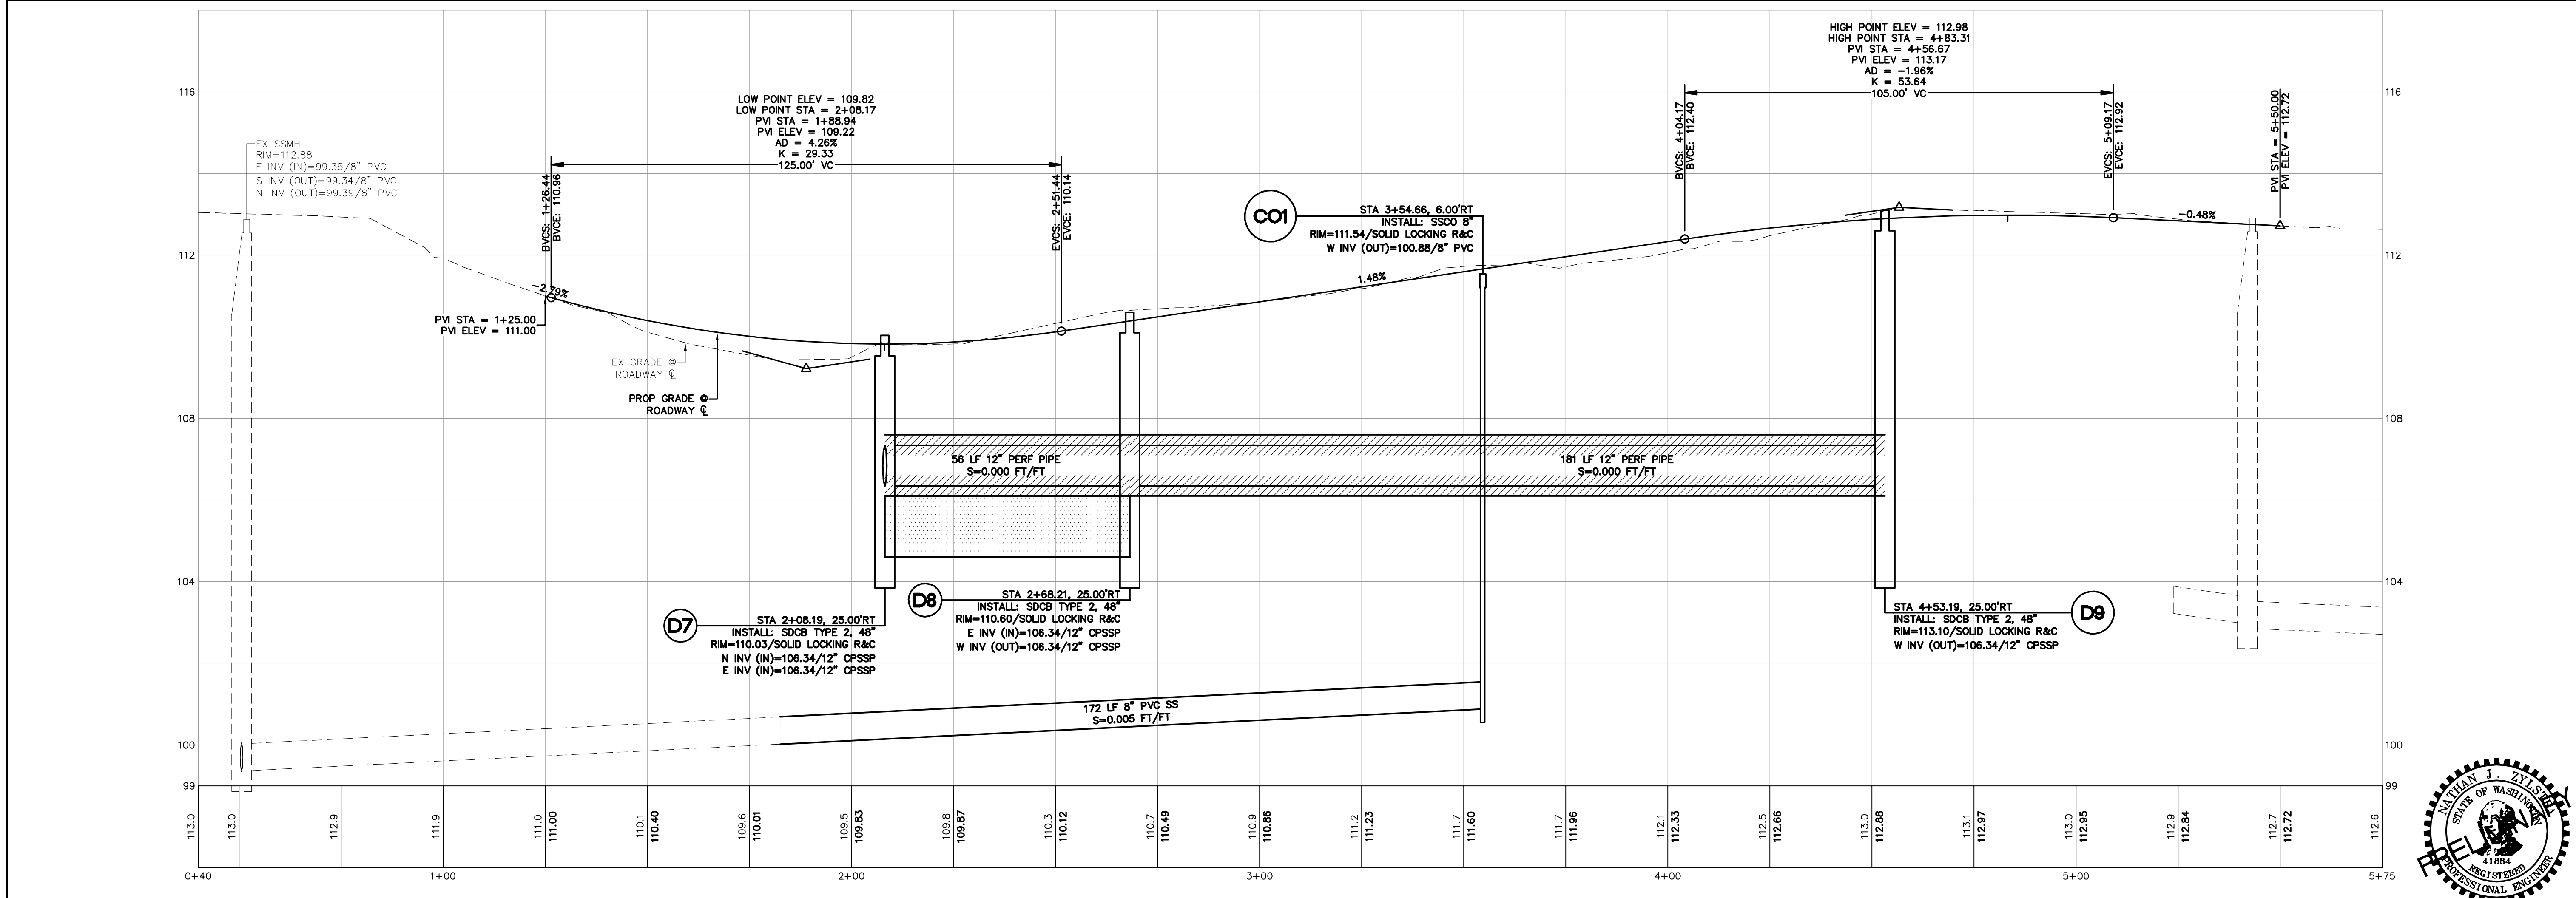 HIGH POINT ELEV = 112.98
HIGH POINT STA = 4+83.31
PVI STA = 4+56.67
PVI ELEV = 113.17
AD = -1.96%
K = 53.64
105.00' VC
116
116
LOW POINT ELEV = 109.82
LOW POINT STA = 2+08.17
PVI STA = 1+88.94
PVI ELEV = 109.22
AD = 4.26%
K = 29.33
125.00' VC
EX SSMH
RIM=112.88
E INV (IN)=99.36/8" PVC
S INV (OUT)=99.34/8" PVC
N INV (OUT)=99.39/8" PVC
BVCS: 1+26.44
BVCE: 110.96
EVCS: 2+51.44
EVCE: 110.14
BVCS: 4+04.17
BVCE: 112.40
EVCS: 5+09.17
EVCE: 112.92
PVI STA = 5+50.00
PVI ELEV = 112.72
CO1
STA 3+54.66, 6.00'RT
INSTALL: SSCO 8"
RIM=111.54/SOLID LOCKING R&C
W INV (OUT)=100.88/8" PVC
-0.48%
112
112
1.48%
-2.79%
PVI STA = 1+25.00
PVI ELEV = 111.00
EX GRADE @
ROADWAY ℄
PROP GRADE @
ROADWAY ℄
108
108
56 LF 12" PERF PIPE
S=0.000 FT/FT
181 LF 12" PERF PIPE
S=0.000 FT/FT
104
104
D7
STA 2+08.19, 25.00'RT
INSTALL: SDCB TYPE 2, 48"
RIM=110.03/SOLID LOCKING R&C
N INV (IN)=106.34/12" CPSSP
E INV (IN)=106.34/12" CPSSP
D8
STA 2+68.21, 25.00'RT
INSTALL: SDCB TYPE 2, 48"
RIM=110.60/SOLID LOCKING R&C
E INV (IN)=106.34/12" CPSSP
W INV (OUT)=106.34/12" CPSSP
STA 4+53.19, 25.00'RT
INSTALL: SDCB TYPE 2, 48"
RIM=113.10/SOLID LOCKING R&C
W INV (OUT)=106.34/12" CPSSP
D9
172 LF 8" PVC SS
S=0.005 FT/FT
100
100
99
99
113.0
113.0
112.9
111.9
111.0
111.00
110.1
110.40
109.6
110.01
109.5
109.83
109.8
109.87
110.3
110.12
110.7
110.49
110.9
110.86
111.2
111.23
111.7
111.60
111.7
111.96
112.1
112.33
112.5
112.66
113.0
112.88
113.1
112.97
113.0
112.95
112.9
112.84
112.7
112.72
112.6
0+40
1+00
2+00
3+00
4+00
5+00
5+75
NATHAN J. ZYLSTRA
STATE OF WASHINGTON
41884
REGISTERED
PROFESSIONAL ENGINEER
PRELIMINARY